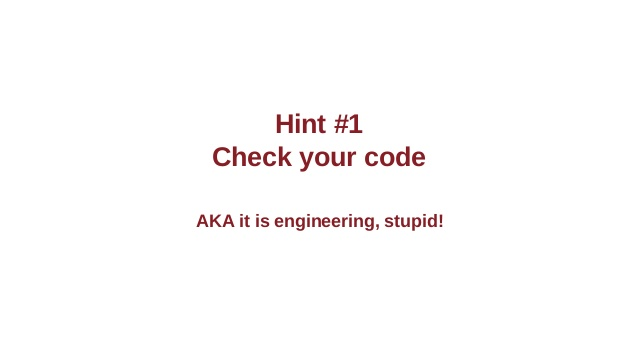 Hint #1
Check your code
AKA it is engineering, stupid!